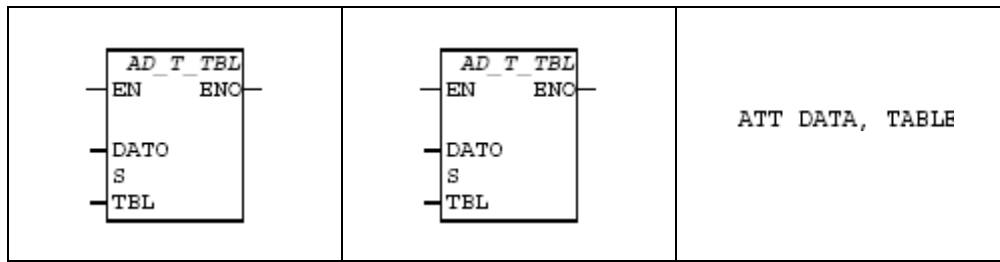 AD_T_TBL
EN ENO
DATO
S
TBL
AD_T_TBL
EN ENO
DATO
S
TBL
ATT DATA, TABLE